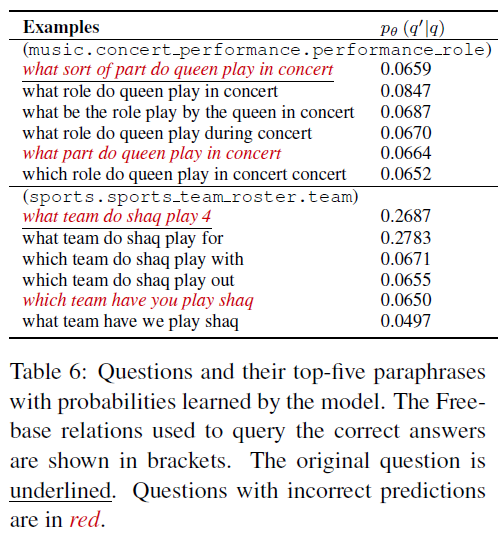 Examples pθ (q′|q)
(music.concert_performance.performance_role)
what sort of part do queen play in concert 0.0659
what role do queen play in concert 0.0847
what be the role play by the queen in concert 0.0687
what role do queen play during concert 0.0670
what part do queen play in concert 0.0664
which role do queen play in concert concert 0.0652
(sports.sports_team_roster.team)
what team do shaq play 4 0.2687
what team do shaq play for 0.2783
which team do shaq play with 0.0671
which team do shaq play out 0.0655
which team have you play shaq 0.0650
what team have we play shaq 0.0497
Table 6: Questions and their top-five paraphrases
with probabilities learned by the model. The Free-
base relations used to query the correct answers
are shown in brackets. The original question is
underlined. Questions with incorrect predictions
are in red.